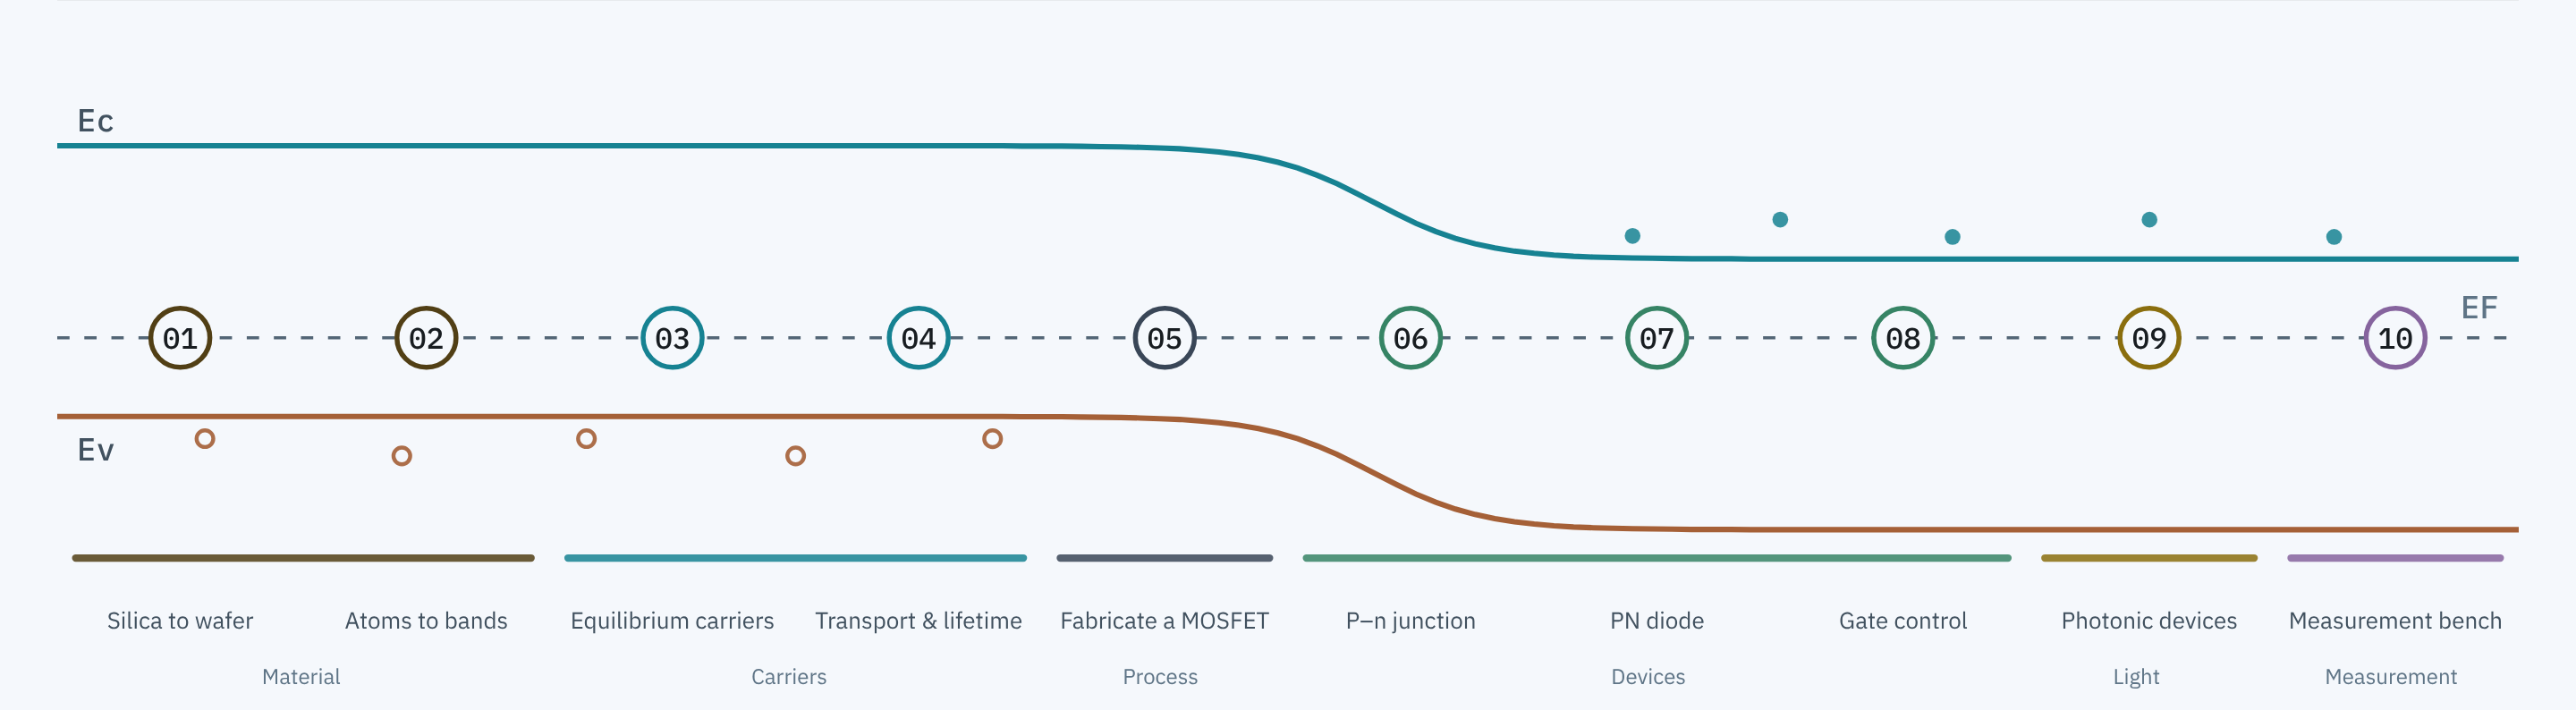 Ec
EF
01 02 03 04 05 06 07 08 09 10
Ev
Silica to wafer Atoms to bands Equilibrium carriers Transport & lifetime Fabricate a MOSFET P–n junction PN diode Gate control Photonic devices Measurement bench
Material Carriers Process Devices Light Measurement